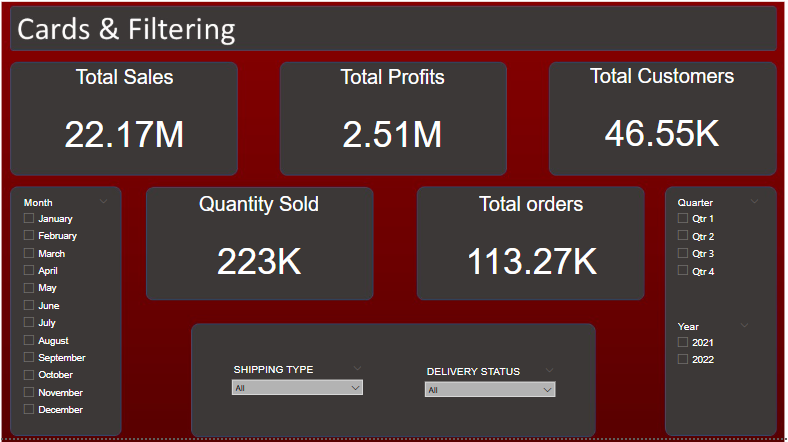 Cards & Filtering
Total Sales
22.17M
Total Profits
2.51M
Total Customers
46.55K
Month
January
February
March
April
May
June
July
August
September
October
November
December
Quantity Sold
223K
Total orders
113.27K
Quarter
Qtr 1
Qtr 2
Qtr 3
Qtr 4
Year
2021
2022
SHIPPING TYPE
All
DELIVERY STATUS
All